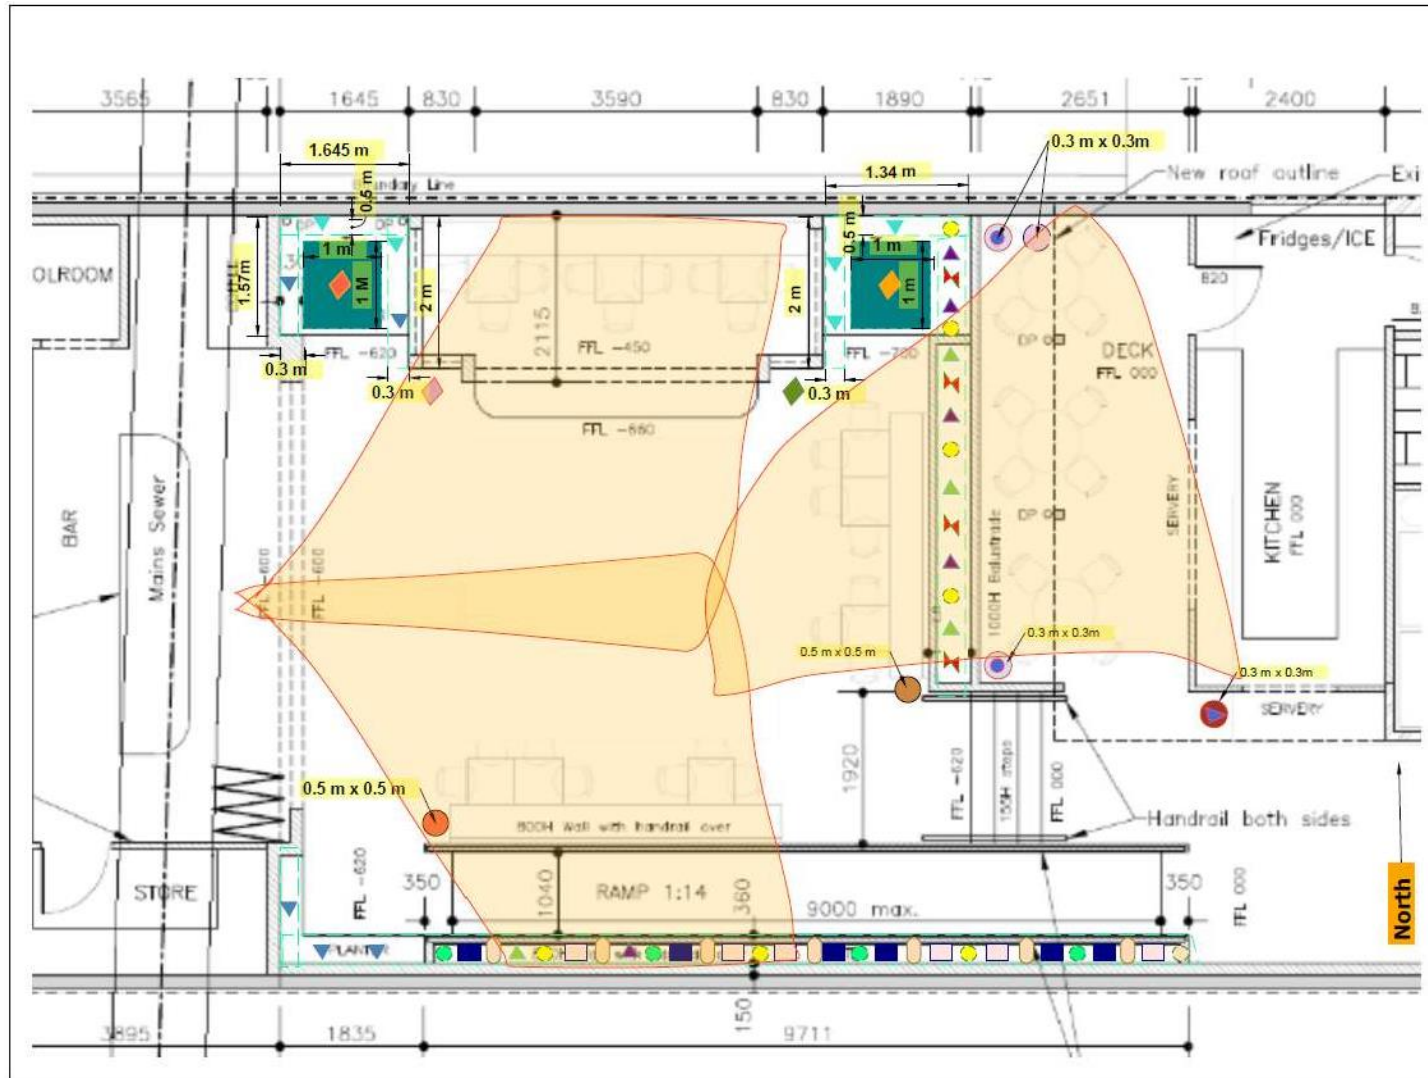 3565
1645
830
3590
830
1890
2651
2400
1.645 m
0.3 m x 0.3m
1.34 m
New roof outline
Boundary Line
0.5 m
0.5 m
DP
DP
Fridges/ICE
OLROOM
1 m
1 M
1.57m
2 m
2 m
1 m
1 m
820
2115
FFL -450
FFL -620
DP
DECK
FFL 000
0.3 m
0.3 m
0.3 m
FFL -660
BAR
Mains Sewer
FFL -600
FFL -600
DP
1000H Balustrade
SERVERY
KITCHEN
FFL 000
0.5 m x 0.5 m
0.3 m x 0.3m
0.3 m x 0.3m
SERVERY
1920
FFL -620
155H steps
FFL 000
0.5 m x 0.5 m
800H Wall with handrail over
Handrail both sides
STORE
FFL -620
350
1040
RAMP 1:14
360
9000 max.
350
FFL 000
North
PLANTER
150
3895
1835
9711